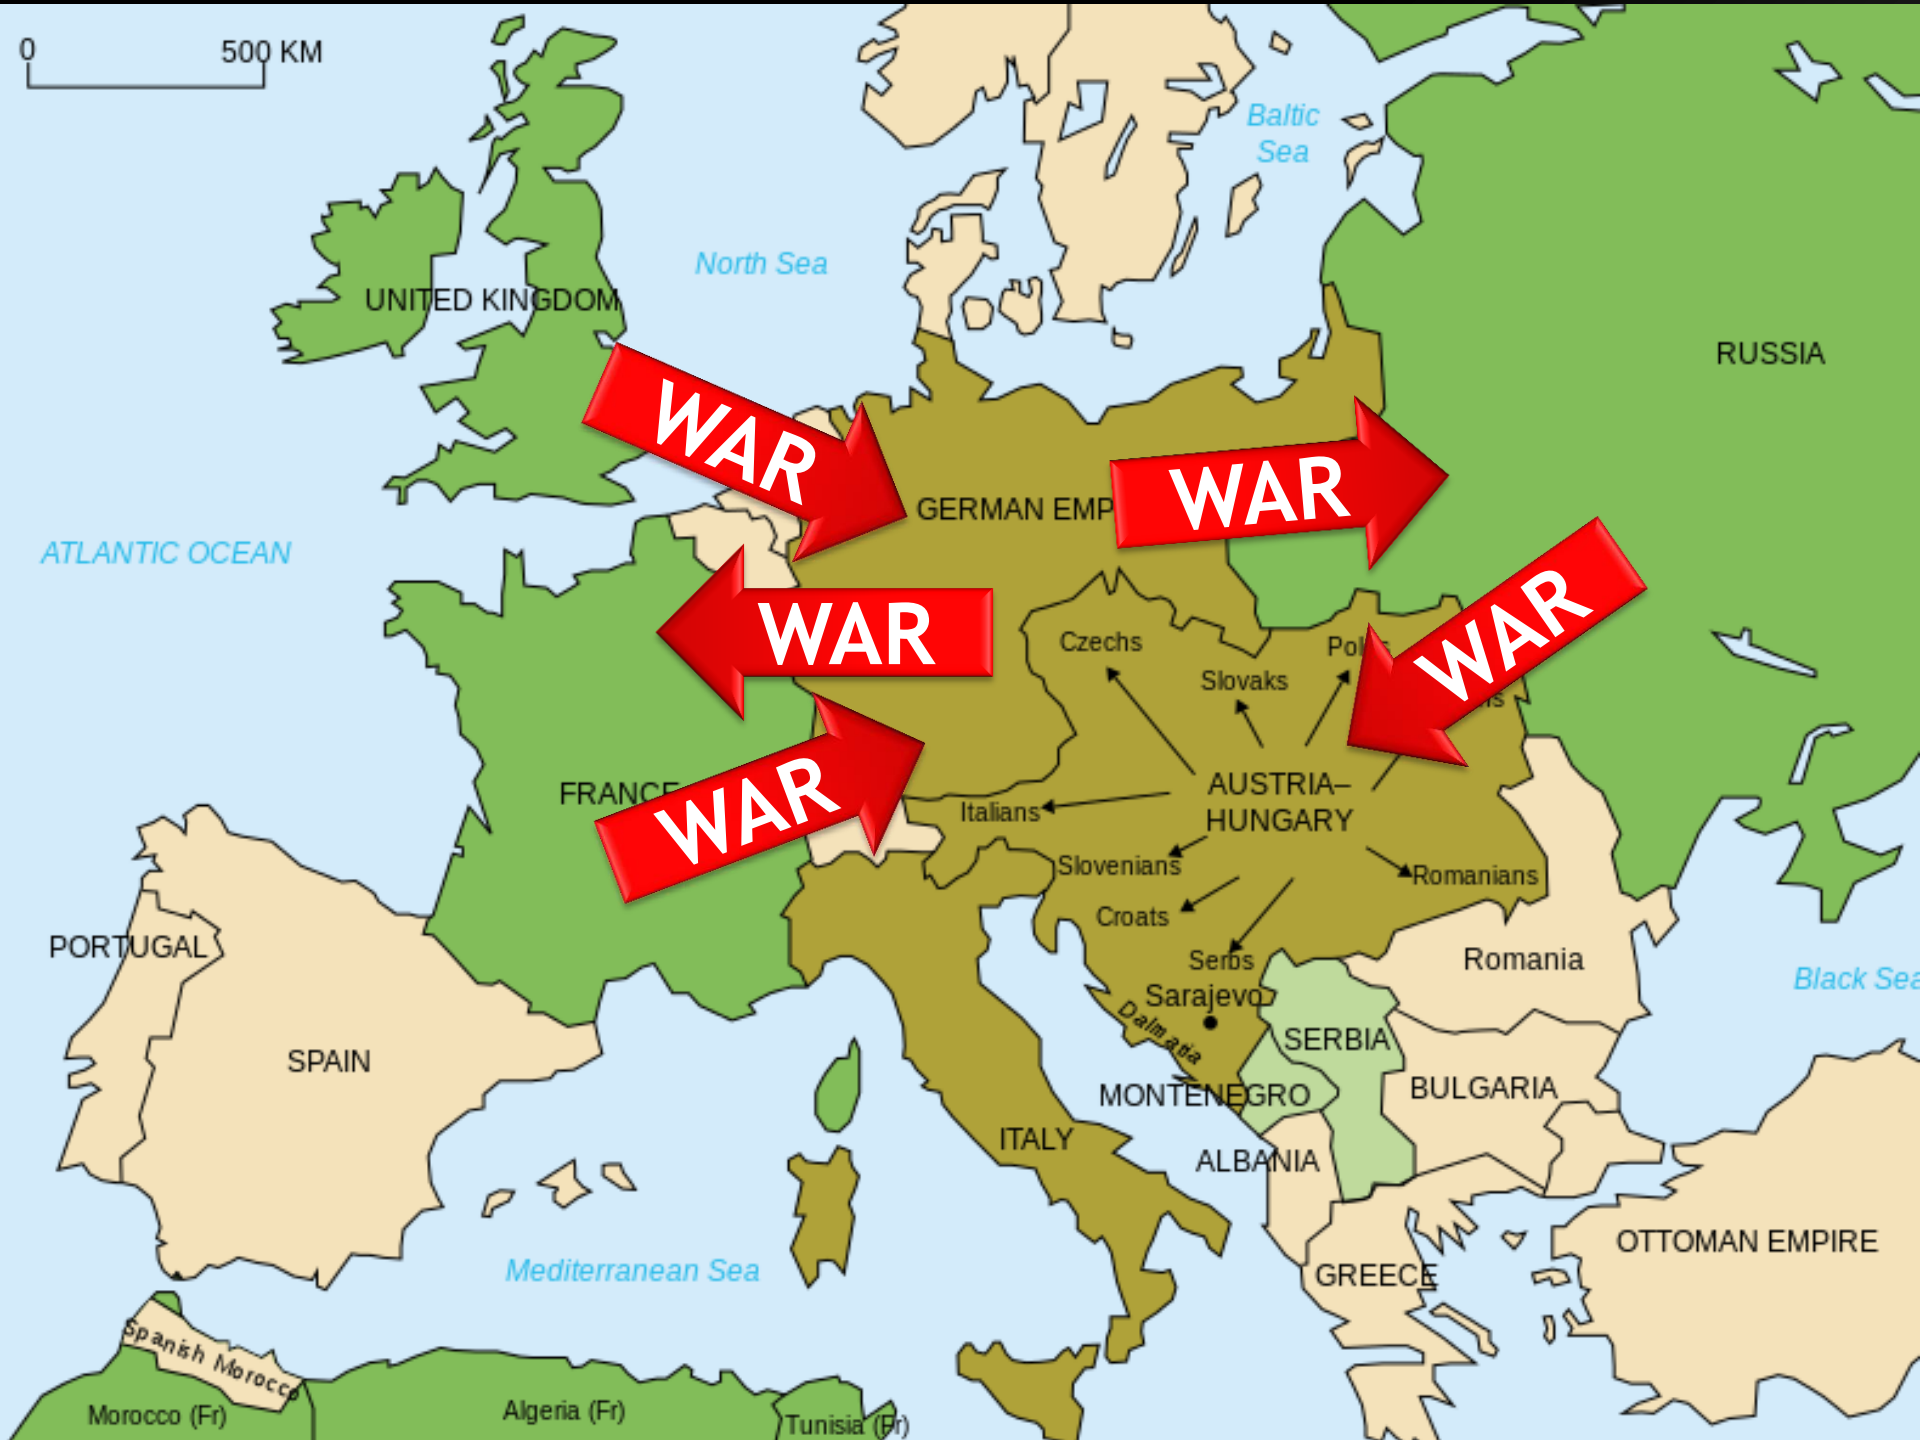 0 500 KM
Baltic
Sea
North Sea
UNITED KINGDOM
RUSSIA
WAR
WAR
GERMAN EMP
ATLANTIC OCEAN
WAR
WAR
Czechs
Slovaks
FRANCE
WAR
AUSTRIA–
HUNGARY
Italians
Slovenians
Romanians
Croats
PORTUGAL
Serbs
Romania
Black Sea
Sarajevo
Dalmatia
SERBIA
SPAIN
MONTENEGRO
BULGARIA
ITALY
ALBANIA
OTTOMAN EMPIRE
Mediterranean Sea
GREECE
Spanish Morocco
Morocco (Fr)
Algeria (Fr)
Tunisia (Fr)